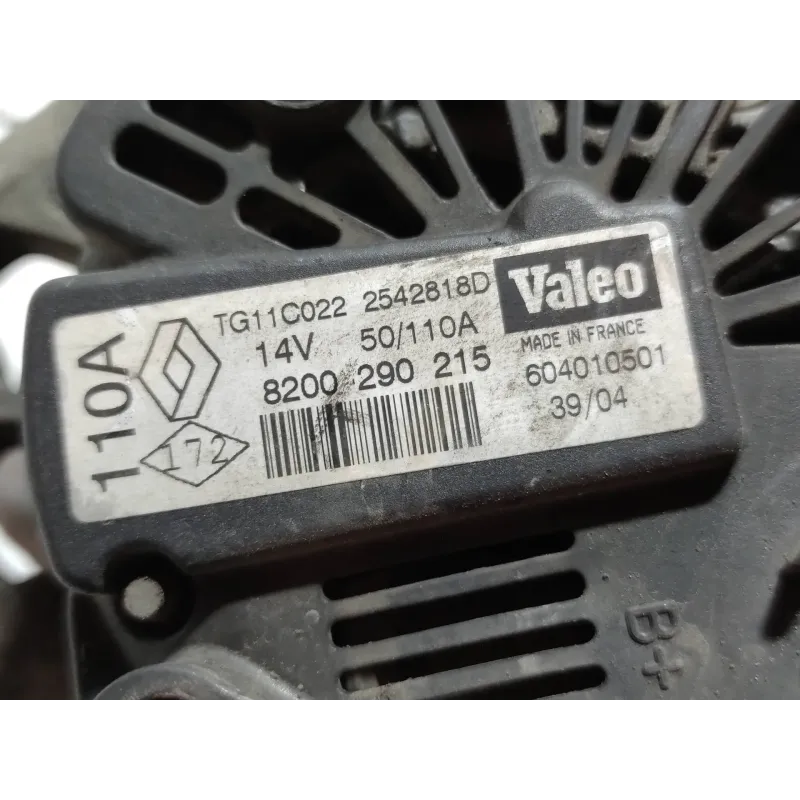 110A
TG11C022 2542818D
14V 50/110A
8200 290 215
172
Valeo
MADE IN FRANCE
604010501
39/04
B+